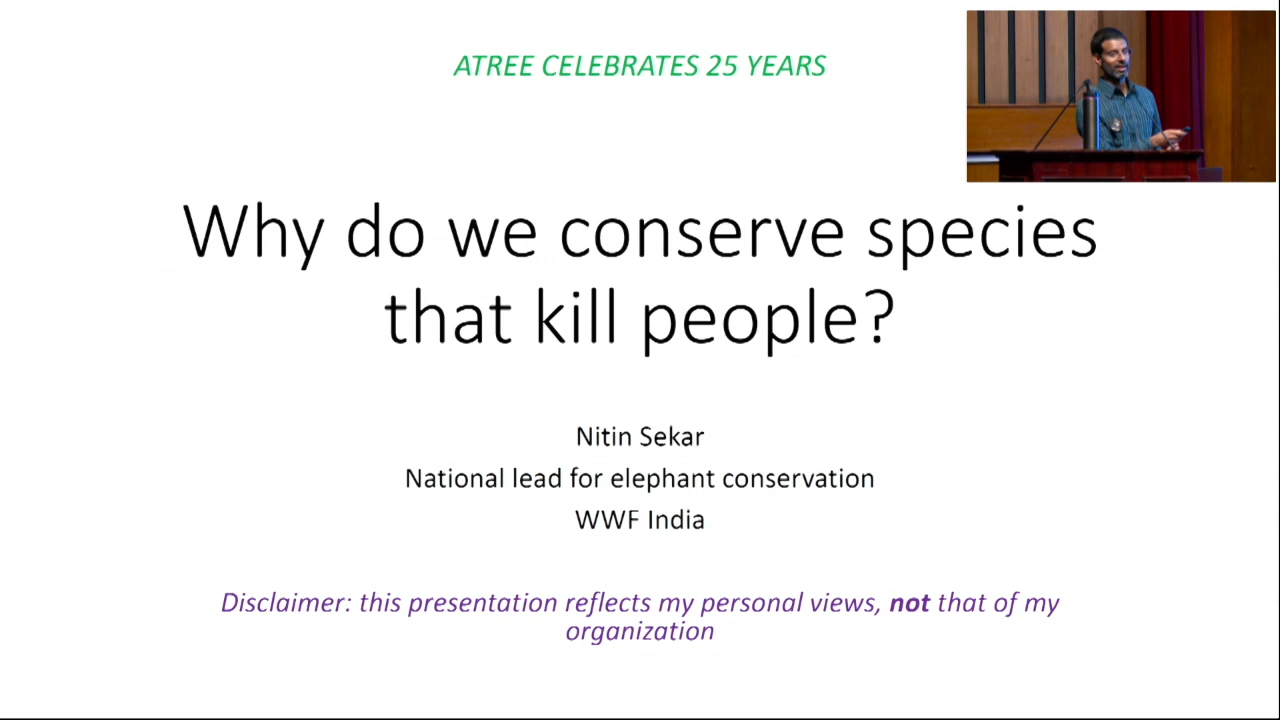 ATREE CELEBRATES 25 YEARS
Why do we conserve species
that kill people?
Nitin Sekar
National lead for elephant conservation
WWF India
Disclaimer: this presentation reflects my personal views, not that of my
organization